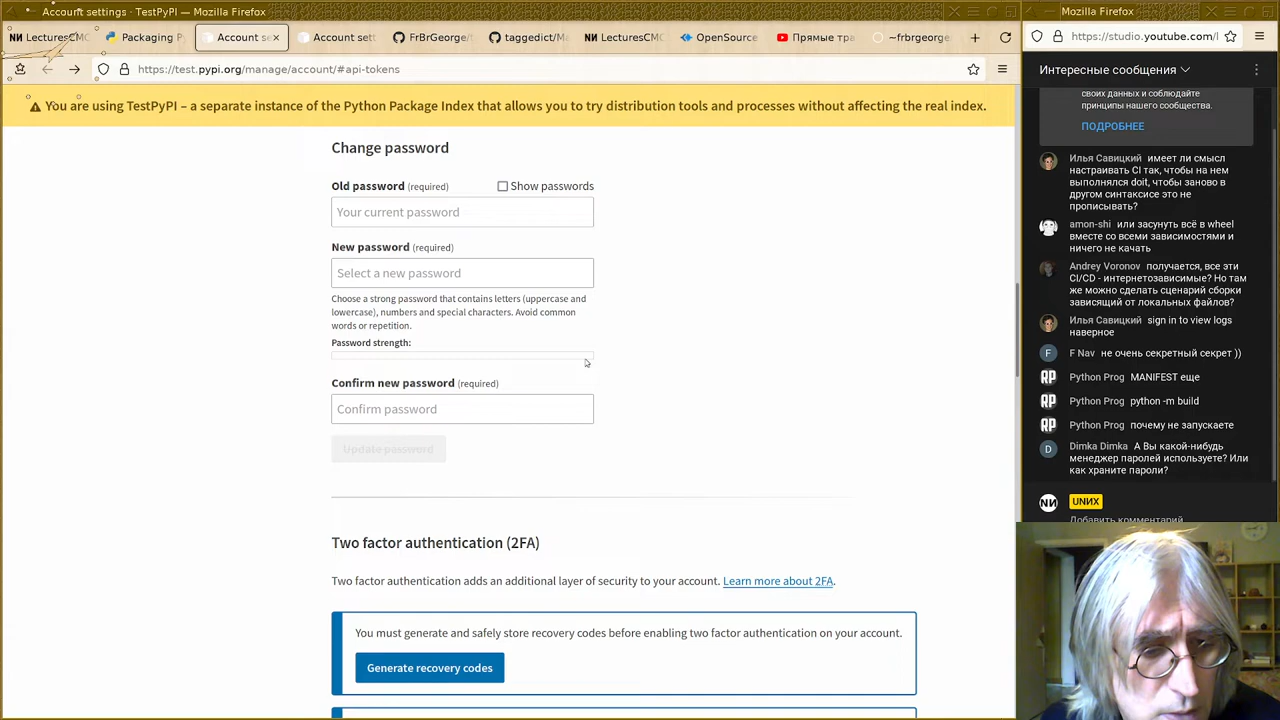 Account settings - TestPyPI — Mozilla Firefox
LecturesCMC
Packaging Py
Account se
Account sett
FrBrGeorge/
taggedict/Ma
LecturesCMC
OpenSource
Прямые тра
~frbrgeorge
https://test.pypi.org/manage/account/#api-tokens
You are using TestPyPI – a separate instance of the Python Package Index that allows you to try distribution tools and processes without affecting the real index.
Change password
Old password (required)
Show passwords
Your current password
New password (required)
Select a new password
Choose a strong password that contains letters (uppercase and
lowercase), numbers and special characters. Avoid common
words or repetition.
Password strength:
Confirm new password (required)
Confirm password
Update password
Two factor authentication (2FA)
Two factor authentication adds an additional layer of security to your account. Learn more about 2FA.
You must generate and safely store recovery codes before enabling two factor authentication on your account.
Generate recovery codes
Mozilla Firefox
https://studio.youtube.com/l
Интересные сообщения
своих данных и соблюдайте
принципы нашего сообщества.
ПОДРОБНЕЕ
Илья Савицкий имеет ли смысл
настраивать CI так, чтобы на нем
выполнялся doit, чтобы заново в
другом синтаксисе это не
прописывать?
amon-shi или засунуть всё в wheel
вместе со всеми зависимостями и
ничего не качать
Andrey Voronov получается, все эти
CI/CD - интернетозависимые? Но там
же можно сделать сценарий сборки
зависящий от локальных файлов?
Илья Савицкий sign in to view logs
наверное
F
F Nav не очень секретный секрет ))
RP
Python Prog MANIFEST еще
RP
Python Prog python -m build
RP
Python Prog почему не запускаете
D
Dimka Dimka А Вы какой-нибудь
менеджер паролей используете? Или
как храните пароли?
UNИX
Добавить комментарий